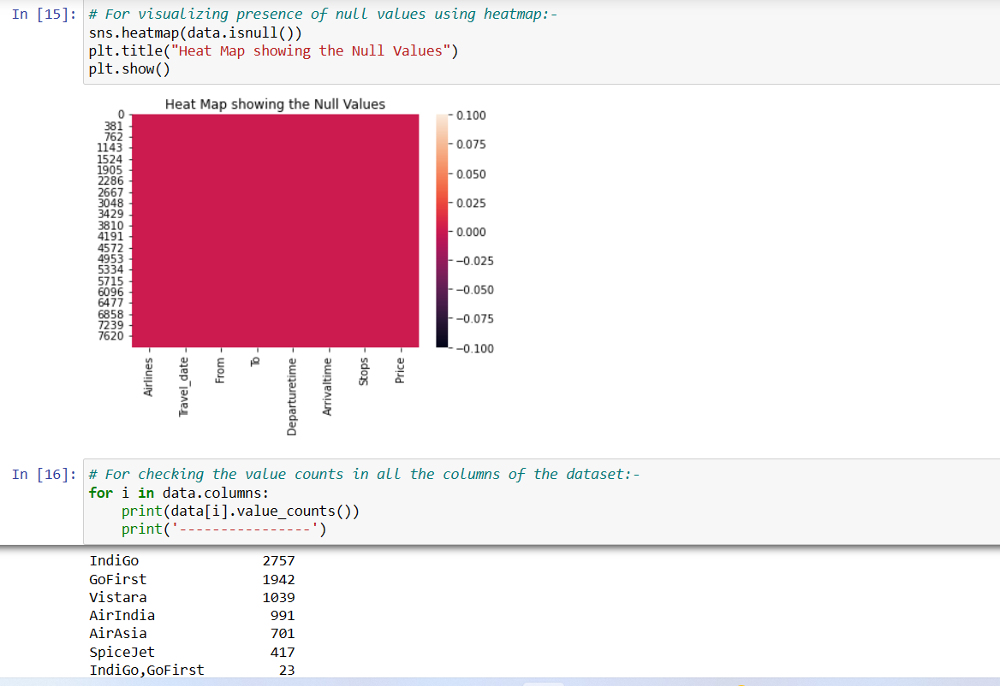 In [15]: # For visualizing presence of null values using heatmap:-
sns.heatmap(data.isnull())
plt.title("Heat Map showing the Null Values")
plt.show()
Heat Map showing the Null Values
0
381
762
1143
1524
1905
2286
2667
3048
3429
3810
4191
4572
4953
5334
5715
6096
6477
6858
7239
7620
0.100
0.075
0.050
0.025
0.000
−0.025
−0.050
−0.075
−0.100
Airlines
Travel_date
From
To
Departuretime
Arrivaltime
Stops
Price
In [16]: # For checking the value counts in all the columns of the dataset:-
for i in data.columns:
    print(data[i].value_counts())
    print('----------------')
IndiGo 2757
GoFirst 1942
Vistara 1039
AirIndia 991
AirAsia 701
SpiceJet 417
IndiGo,GoFirst 23